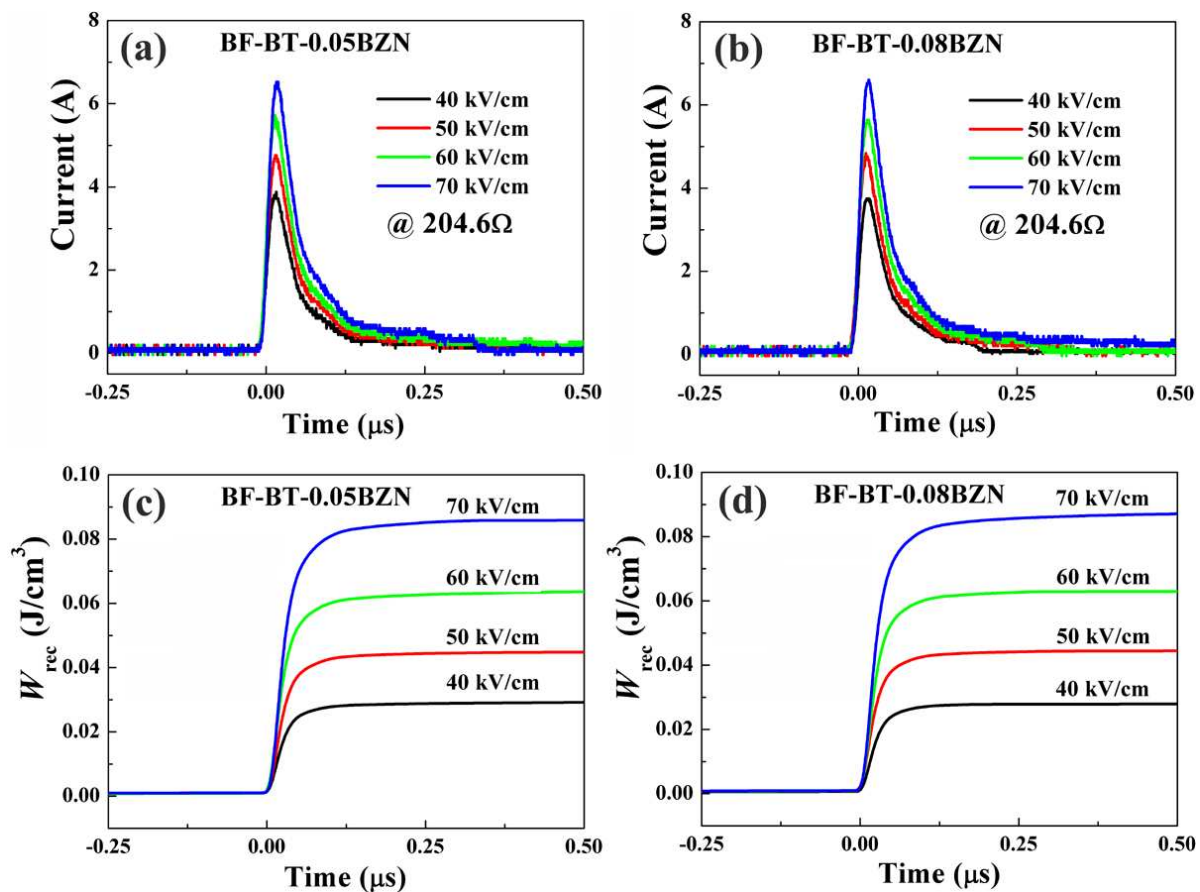 (a)
BF-BT-0.05BZN
40 kV/cm
50 kV/cm
60 kV/cm
70 kV/cm
@ 204.6Ω
Current (A)
8
6
4
2
0
-0.25
0.00
0.25
0.50
Time (μs)
(b)
BF-BT-0.08BZN
40 kV/cm
50 kV/cm
60 kV/cm
70 kV/cm
@ 204.6Ω
Current (A)
8
6
4
2
0
-0.25
0.00
0.25
0.50
Time (μs)
(c)
BF-BT-0.05BZN
70 kV/cm
60 kV/cm
50 kV/cm
40 kV/cm
Wrec (J/cm³)
0.10
0.08
0.06
0.04
0.02
0.00
-0.25
0.00
0.25
0.50
Time (μs)
(d)
BF-BT-0.08BZN
70 kV/cm
60 kV/cm
50 kV/cm
40 kV/cm
Wrec (J/cm³)
0.10
0.08
0.06
0.04
0.02
0.00
-0.25
0.00
0.25
0.50
Time (μs)